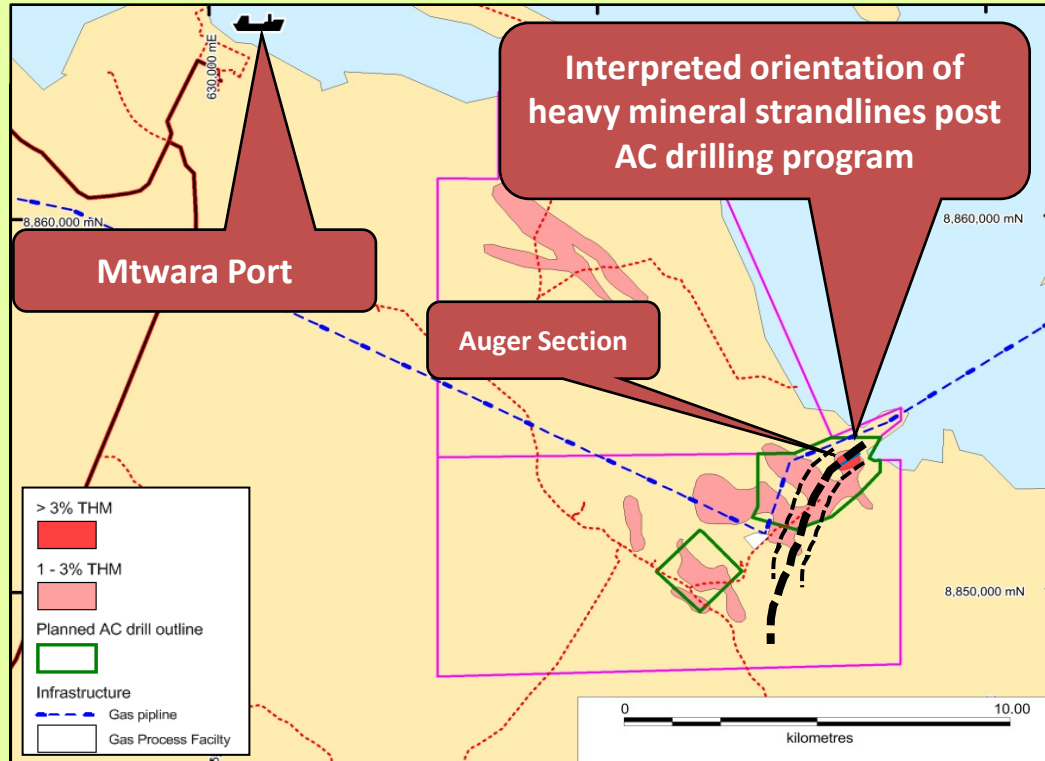 630,000 mE
Interpreted orientation of
heavy mineral strandlines post
AC drilling program
8,860,000 mN
8,860,000 mN
Mtwara Port
Auger Section
> 3% THM
1 - 3% THM
Planned AC drill outline
Infrastructure
Gas pipline
Gas Process Facilty
8,850,000 mN
0
10.00
kilometres